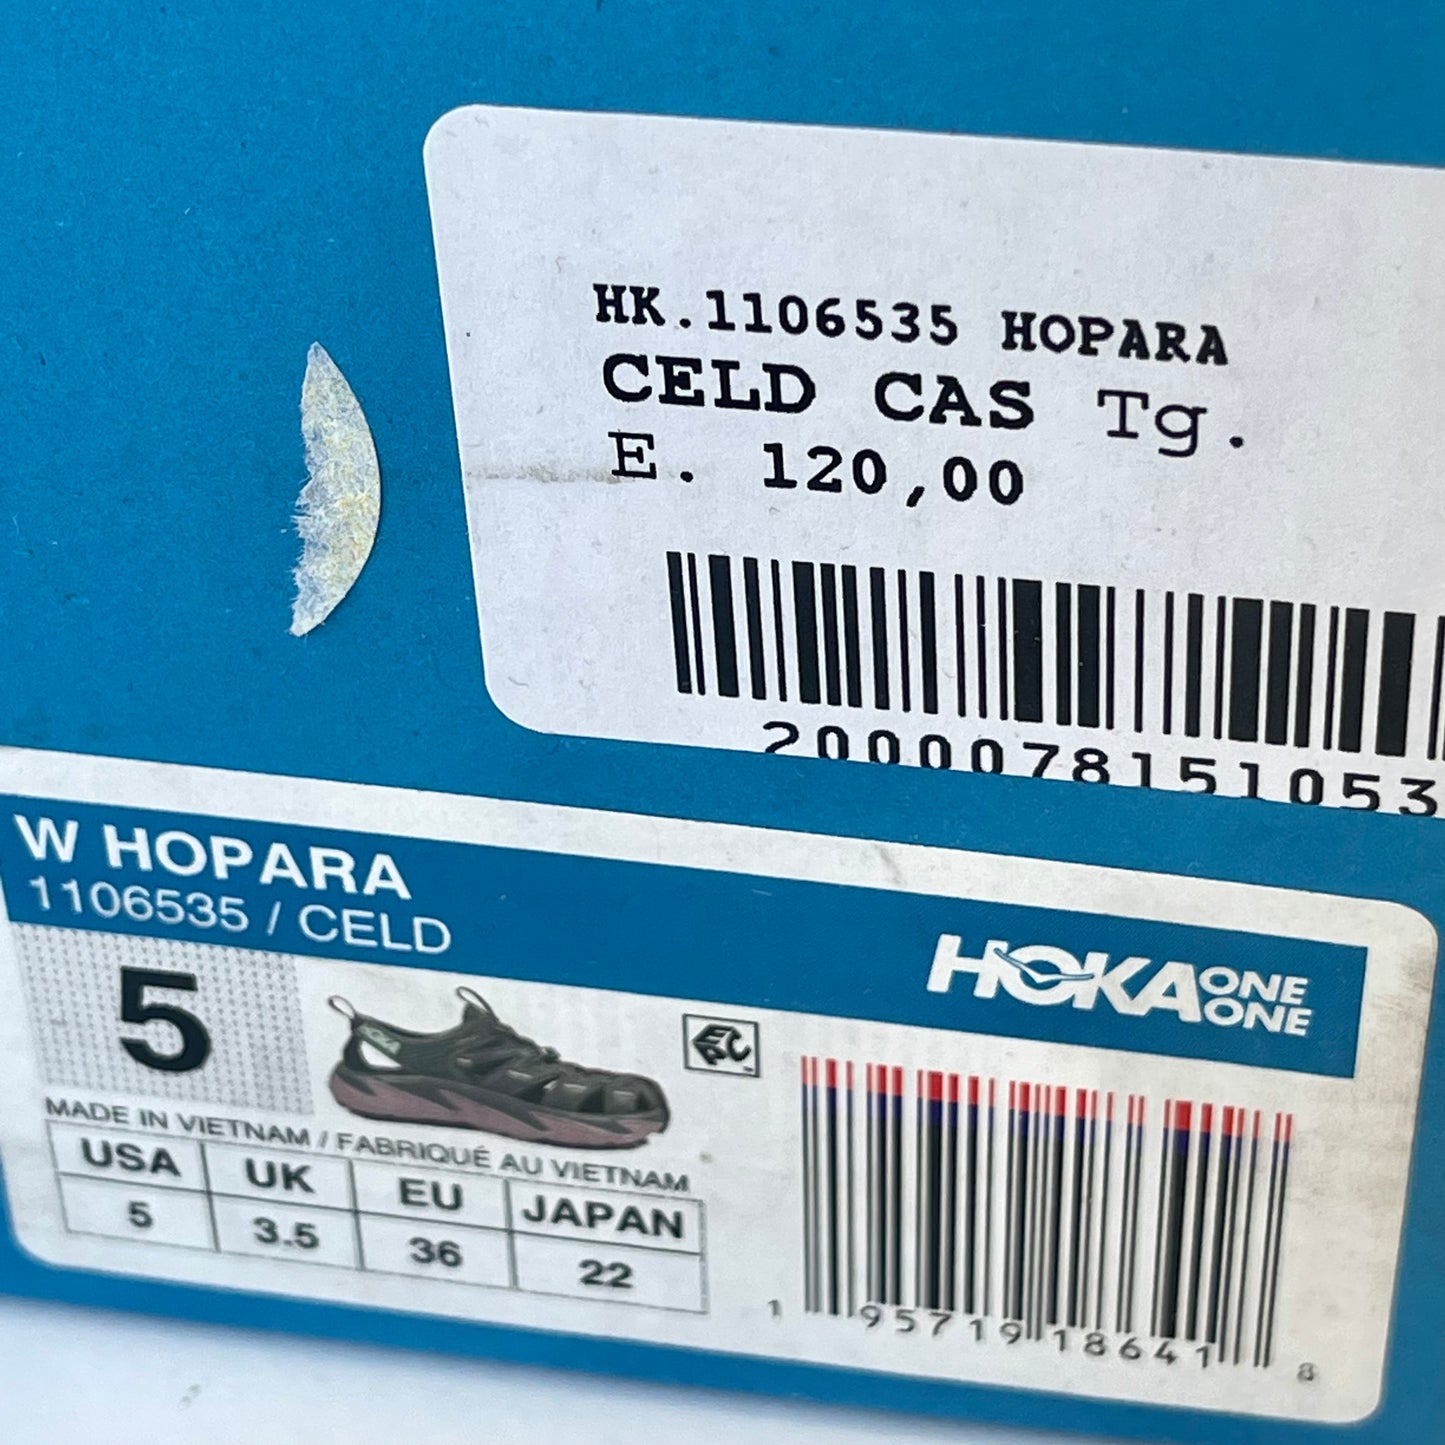 HK.1106535 HOPARA
CELD CAS Tg.
E. 120,00
2000078151053
W HOPARA
1106535 / CELD
HOKA ONE ONE
5
MADE IN VIETNAM / FABRIQUÉ AU VIETNAM
USA UK EU JAPAN
5 3.5 36 22
1 95719 18641 8